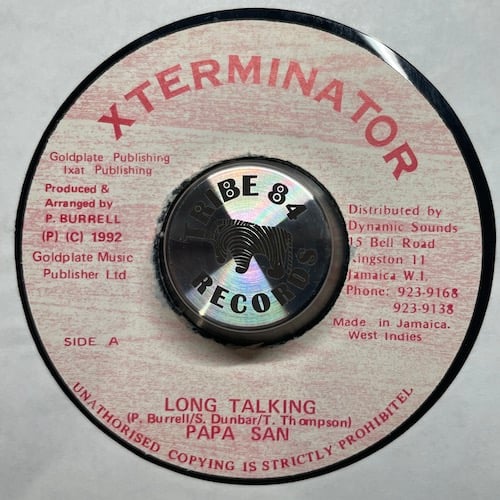 XTERMINATOR
Goldplate Publishing
Ixat Publishing
Produced &
Arranged by
P. BURRELL
(P) (C) 1992
Goldplate Music
Publisher Ltd
SIDE A
BE 84
RECORDS
Distributed by
Dynamic Sounds
15 Bell Road
Kingston 11
Jamaica W.I.
Phone: 923-9168
923-9138
Made in Jamaica.
West Indies
LONG TALKING
(P. Burrell/S. Dunbar/T. Thompson)
PAPA SAN
UNATHORISED COPYING IS STRICTLY PROHIBITED